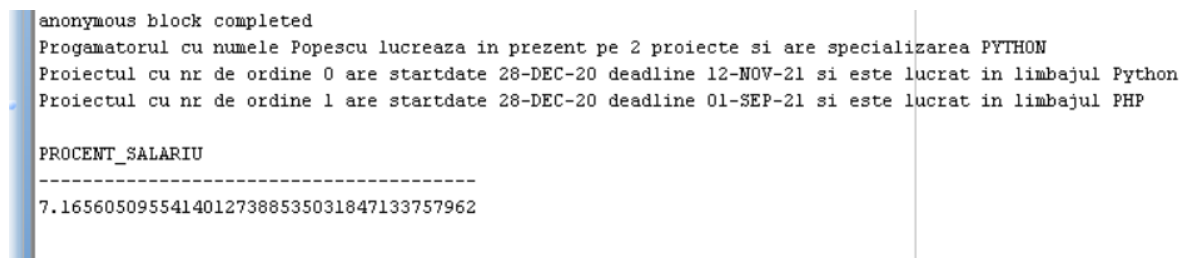 anonymous block completed
Progamatorul cu numele Popescu lucreaza in prezent pe 2 proiecte si are specializarea PYTHON
Proiectul cu nr de ordine 0 are startdate 28-DEC-20 deadline 12-NOV-21 si este lucrat in limbajul Python
Proiectul cu nr de ordine 1 are startdate 28-DEC-20 deadline 01-SEP-21 si este lucrat in limbajul PHP
PROCENT_SALARIU
----------------------------------------
7.16560509554140127388535031847133757962